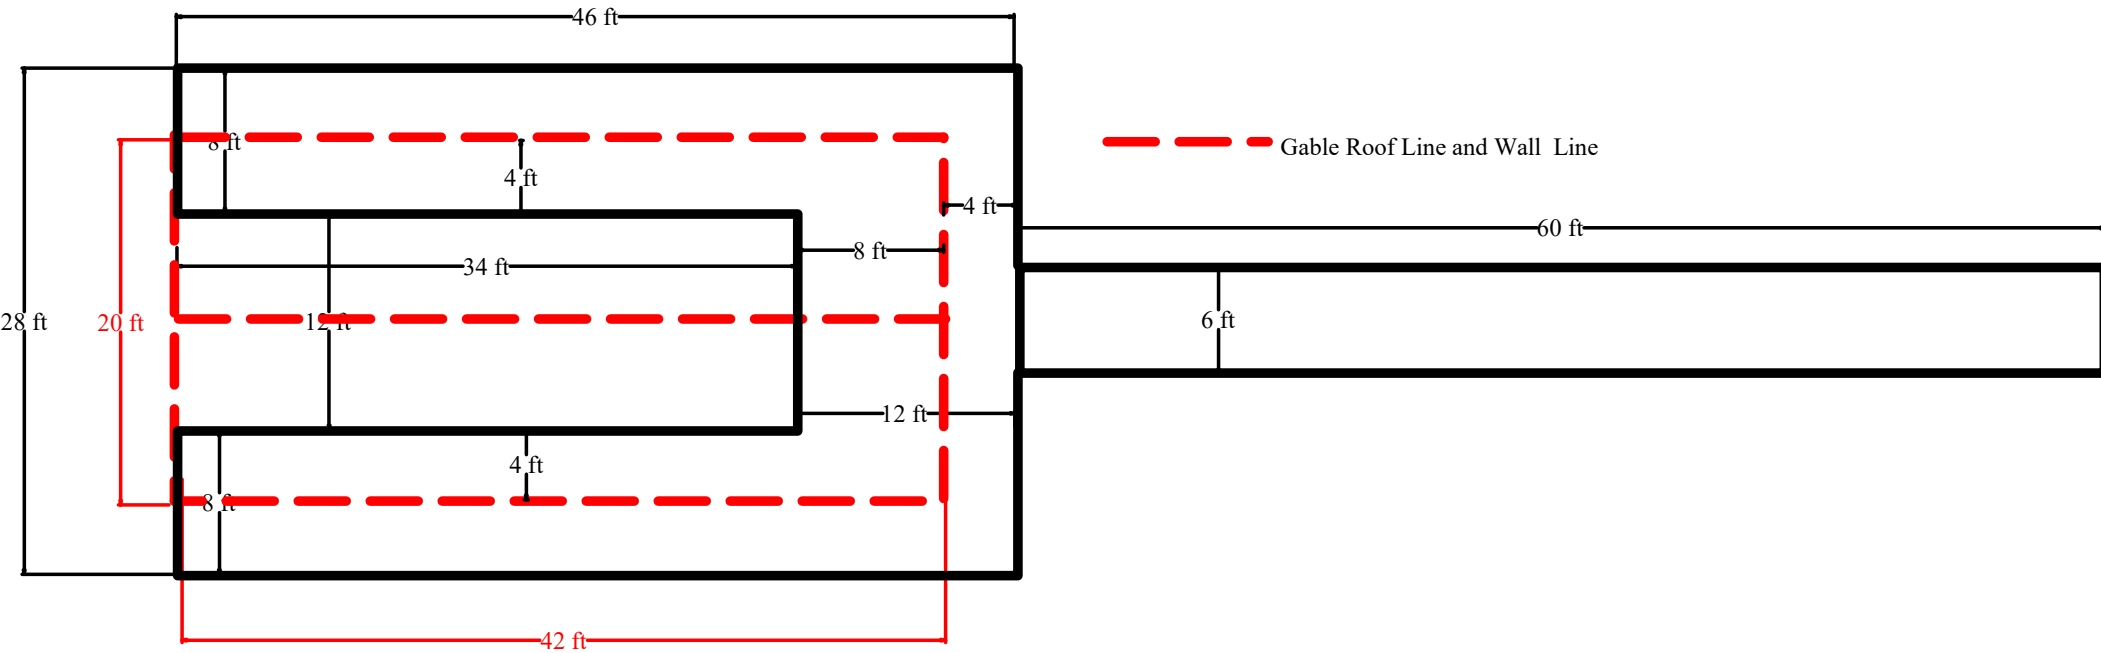 46 ft
8 ft
4 ft
Gable Roof Line and Wall  Line
4 ft
60 ft
8 ft
34 ft
28 ft
20 ft
12 ft
6 ft
12 ft
4 ft
8 ft
42 ft